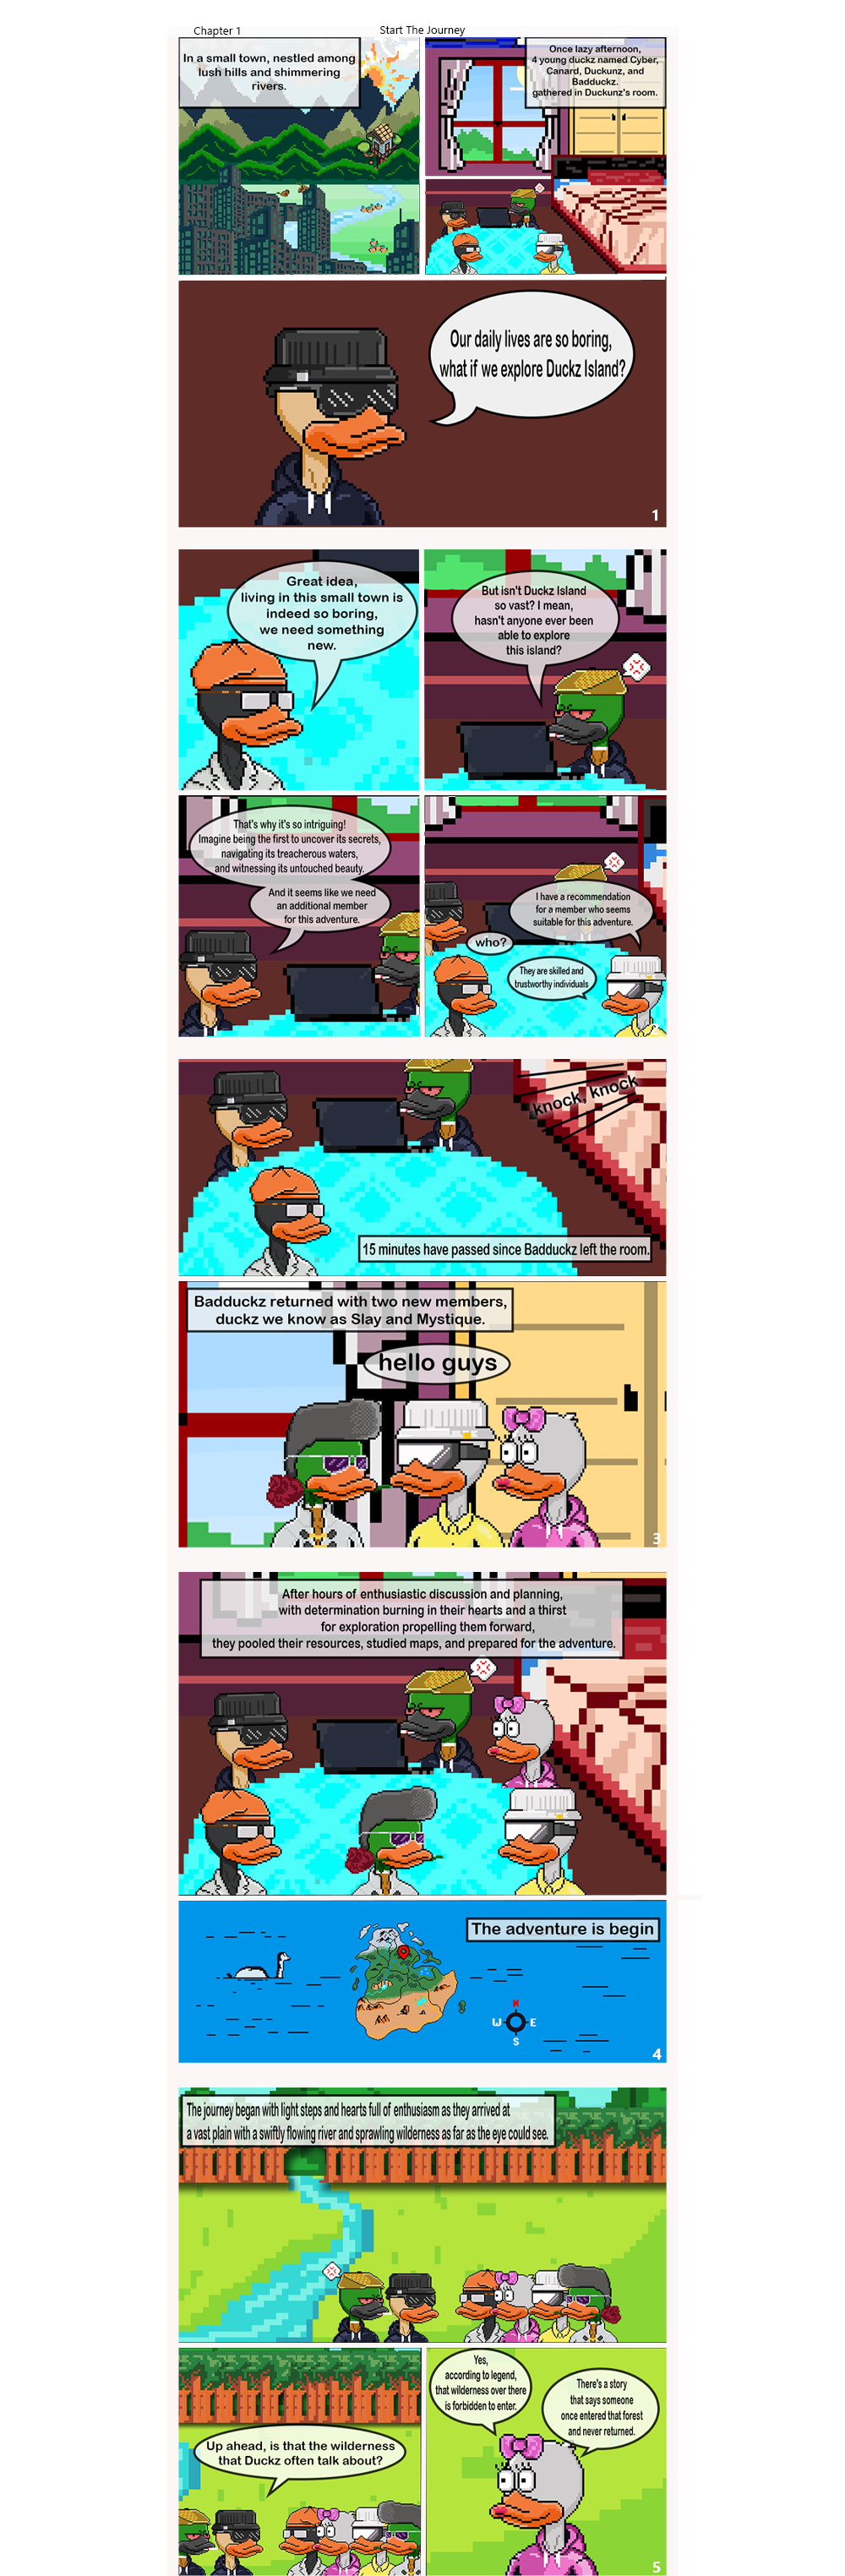 Chapter 1
Start The Journey
In a small town, nestled among
lush hills and shimmering
rivers.
Once lazy afternoon,
4 young duckz named Cyber,
Canard, Duckunz, and
Badduckz.
gathered in Duckunz's room.
Our daily lives are so boring,
what if we explore Duckz Island?
1
Great idea,
living in this small town is
indeed so boring,
we need something
new.
But isn't Duckz Island
so vast? I mean,
hasn't anyone ever been
able to explore
this island?
That's why it's so intriguing!
Imagine being the first to uncover its secrets,
navigating its treacherous waters,
and witnessing its untouched beauty.
And it seems like we need
an additional member
for this adventure.
I have a recommendation
for a member who seems
suitable for this adventure.
who?
They are skilled and
trustworthy individuals
knock, knock
15 minutes have passed since Badduckz left the room.
Badduckz returned with two new members,
duckz we know as Slay and Mystique.
hello guys
3
After hours of enthusiastic discussion and planning,
with determination burning in their hearts and a thirst
for exploration propelling them forward,
they pooled their resources, studied maps, and prepared for the adventure.
The adventure is begin
N
W E
S
4
The journey began with light steps and hearts full of enthusiasm as they arrived at
a vast plain with a swiftly flowing river and sprawling wilderness as far as the eye could see.
Up ahead, is that the wilderness
that Duckz often talk about?
Yes,
according to legend,
that wilderness over there
is forbidden to enter.
There's a story
that says someone
once entered that forest
and never returned.
5